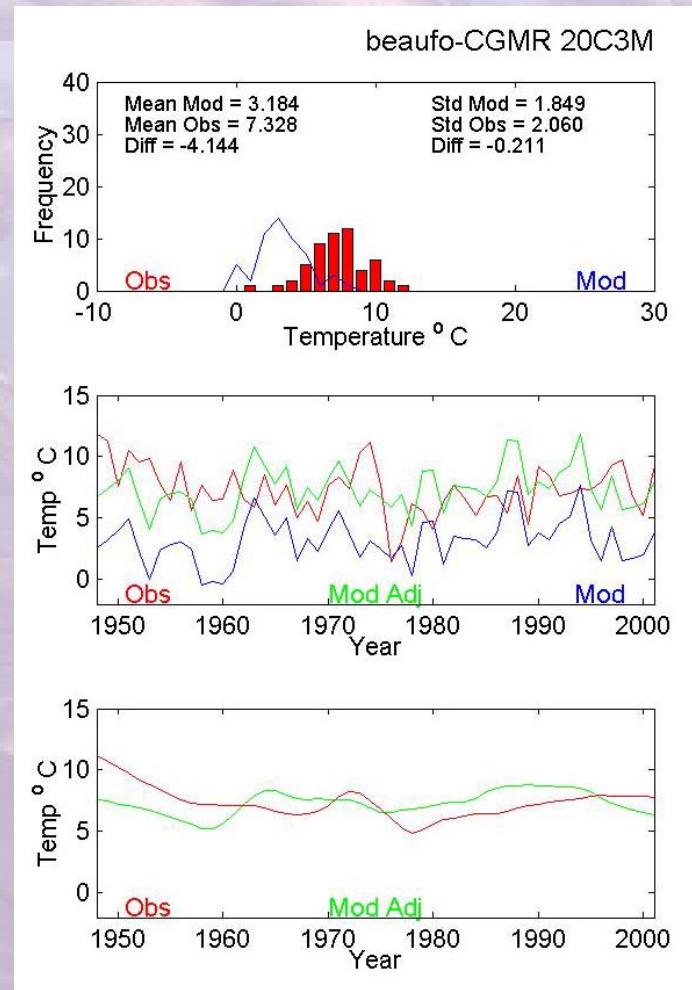 beaufo-CGMR 20C3M
40
30
20
10
0
Frequency
Mean Mod = 3.184
Mean Obs = 7.328
Diff = -4.144
Std Mod = 1.849
Std Obs = 2.060
Diff = -0.211
Obs
Mod
-10 0 10 20 30
Temperature ° C
15
10
5
0
Temp ° C
Obs
Mod Adj
Mod
1950 1960 1970 1980 1990 2000
Year
15
10
5
0
Temp ° C
Obs
Mod Adj
1950 1960 1970 1980 1990 2000
Year